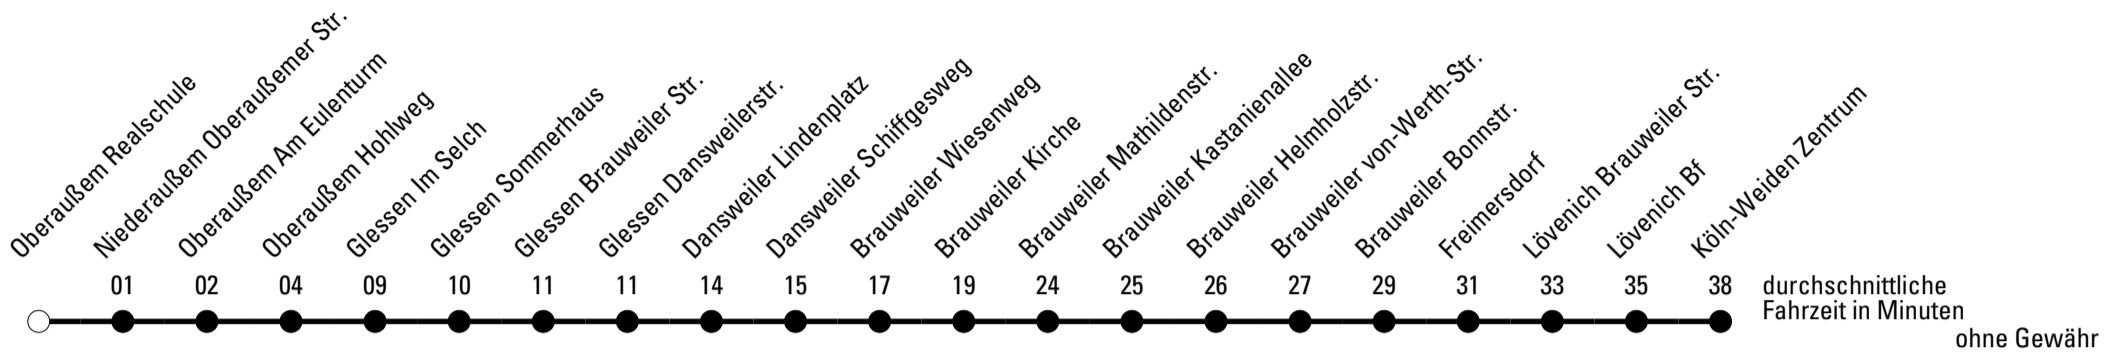 Oberaußem Realschule
Niederaußem Oberaußemer Str.
Oberaußem Am Eulenturm
Oberaußem Hohlweg
Glessen Im Selch
Glessen Sommerhaus
Glessen Brauweiler Str.
Glessen Dansweilerstr.
Dansweiler Lindenplatz
Dansweiler Schiffgesweg
Brauweiler Wiesenweg
Brauweiler Kirche
Brauweiler Mathildenstr.
Brauweiler Kastanienallee
Brauweiler Helmholzstr.
Brauweiler von-Werth-Str.
Brauweiler Bonnstr.
Freimersdorf
Lövenich Brauweiler Str.
Lövenich Bf
Köln-Weiden Zentrum
01 02 04 09 10 11 11 14 15 17 19 24 25 26 27 29 31 33 35 38
durchschnittliche
Fahrzeit in Minuten
ohne Gewähr